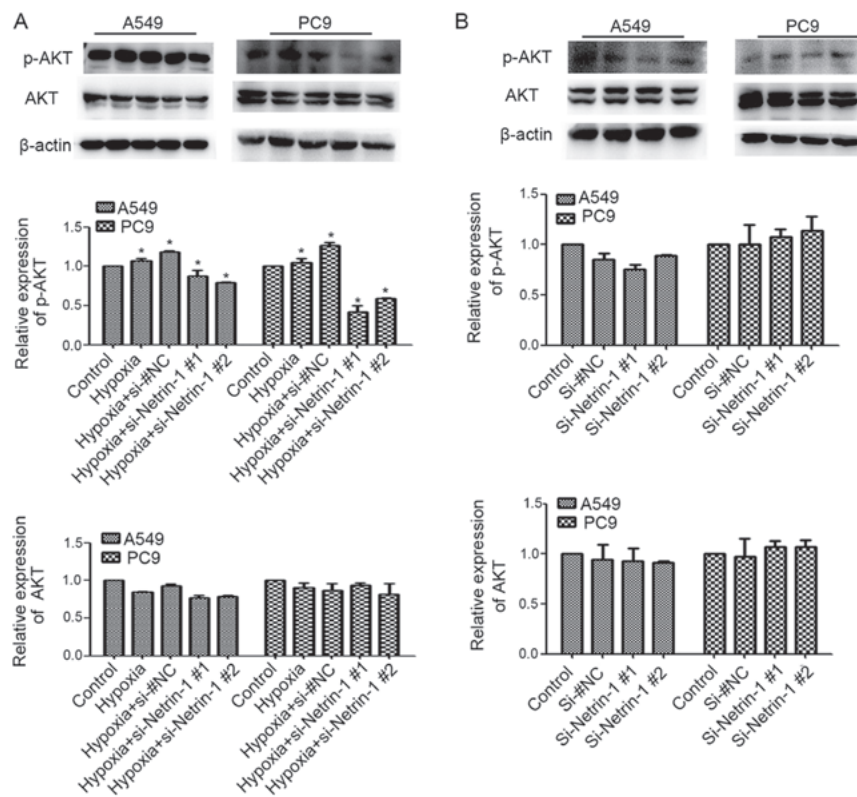 A
A549
PC9
p-AKT
AKT
β-actin
A549
PC9
Relative expression
of p-AKT
1.5
1.0
0.5
0.0
Control
Hypoxia
Hypoxia+si-#NC
Hypoxia+si-Netrin-1 #1
Hypoxia+si-Netrin-1 #2
Control
Hypoxia
Hypoxia+si-#NC
Hypoxia+si-Netrin-1 #1
Hypoxia+si-Netrin-1 #2
* * * *
* * * *
A549
PC9
Relative expression
of AKT
1.5
1.0
0.5
0.0
Control
Hypoxia
Hypoxia+si-#NC
Hypoxia+si-Netrin-1 #1
Hypoxia+si-Netrin-1 #2
Control
Hypoxia
Hypoxia+si-#NC
Hypoxia+si-Netrin-1 #1
Hypoxia+si-Netrin-1 #2
B
A549
PC9
p-AKT
AKT
β-actin
A549
PC9
Relative expression
of p-AKT
1.5
1.0
0.5
0.0
Control
Si-#NC
Si-Netrin-1 #1
Si-Netrin-1 #2
Control
Si-#NC
Si-Netrin-1 #1
Si-Netrin-1 #2
A549
PC9
Relative expression
of AKT
1.5
1.0
0.5
0.0
Control
Si-#NC
Si-Netrin-1 #1
Si-Netrin-1 #2
Control
Si-#NC
Si-Netrin-1 #1
Si-Netrin-1 #2